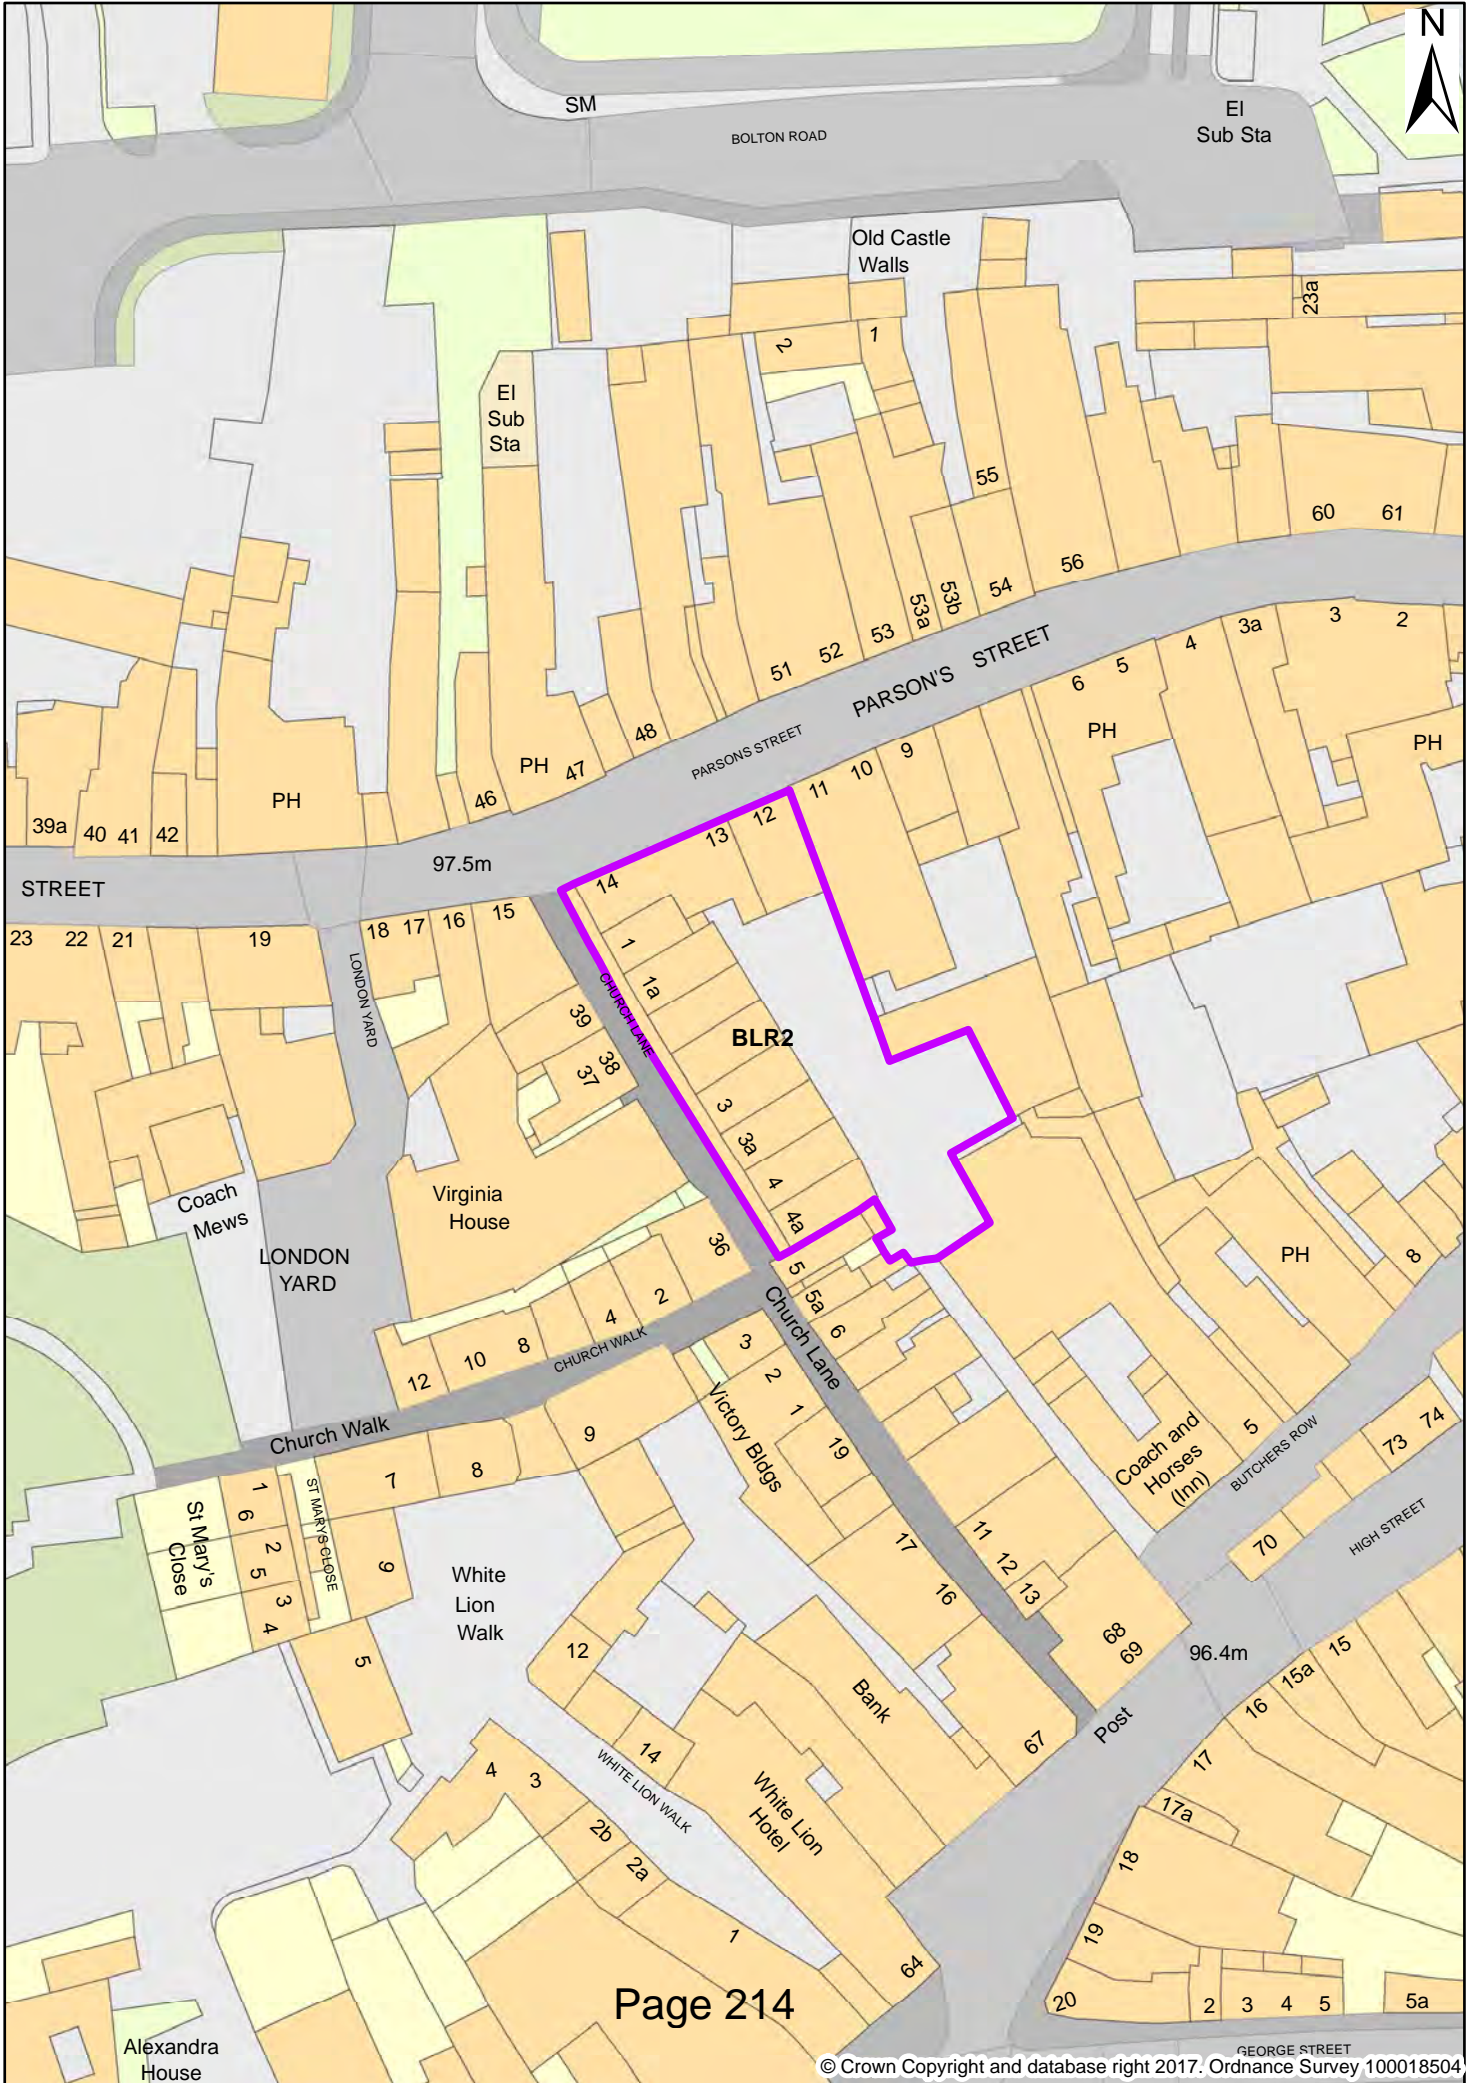 N
SM
BOLTON ROAD
El
Sub Sta
Old Castle
Walls
23a
2
1
El
Sub
Sta
55
60
61
56
54
53b
53a
53
52
51
PARSON'S STREET
PARSONS STREET
48
47
PH
46
PH
42
41
40
39a
3a
3
2
4
5
6
PH
PH
9
10
11
12
13
14
97.5m
STREET
23
22
21
19
18
17
16
15
LONDON YARD
CHURCH LANE
1
1a
39
38
37
BLR2
3
3a
4
4a
Coach
Mews
Virginia
House
LONDON
YARD
36
2
4
8
10
12
CHURCH WALK
Church Walk
5
5a
6
Church Lane
PH
8
3
2
1
19
Victory Bldgs
9
8
7
Coach and
Horses
(Inn)
5
BUTCHERS ROW
74
73
70
HIGH STREET
1
6
2
5
3
4
St Mary's
Close
ST MARYS CLOSE
9
5
White
Lion
Walk
17
16
11
12
13
68
69
96.4m
12
14
Bank
67
Post
15
15a
16
17
17a
18
19
20
WHITE LION WALK
White Lion
Hotel
4
3
2b
2a
1
64
2
3
4
5
5a
Page 214
Alexandra
House
GEORGE STREET
© Crown Copyright and database right 2017. Ordnance Survey 100018504